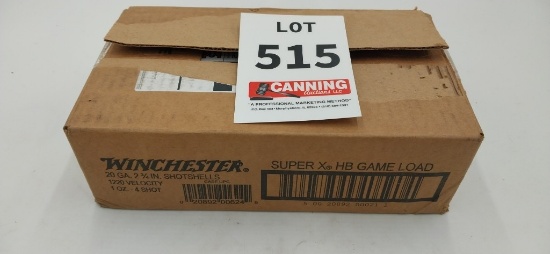 LOT
515
CANNING
Auctions LLC
"A PROFESSIONAL MARKETING METHOD"
WINCHESTER®
SUPER X® HB GAME LOAD
20 GA. 2 ¾ IN. SHOTSHELLS
1220 VELOCITY
1 OZ. 4 SHOT